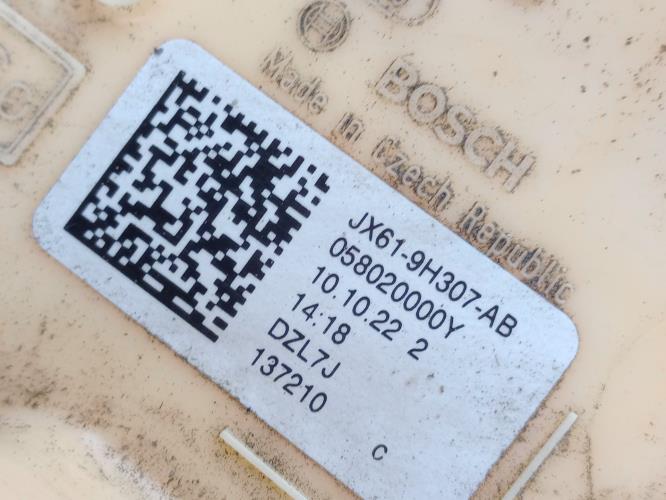 BOSCH
Made in Czech Republic
JX61-9H307-AB
058020000Y
10.10.22 2
14:18
DZL7J
137210
C